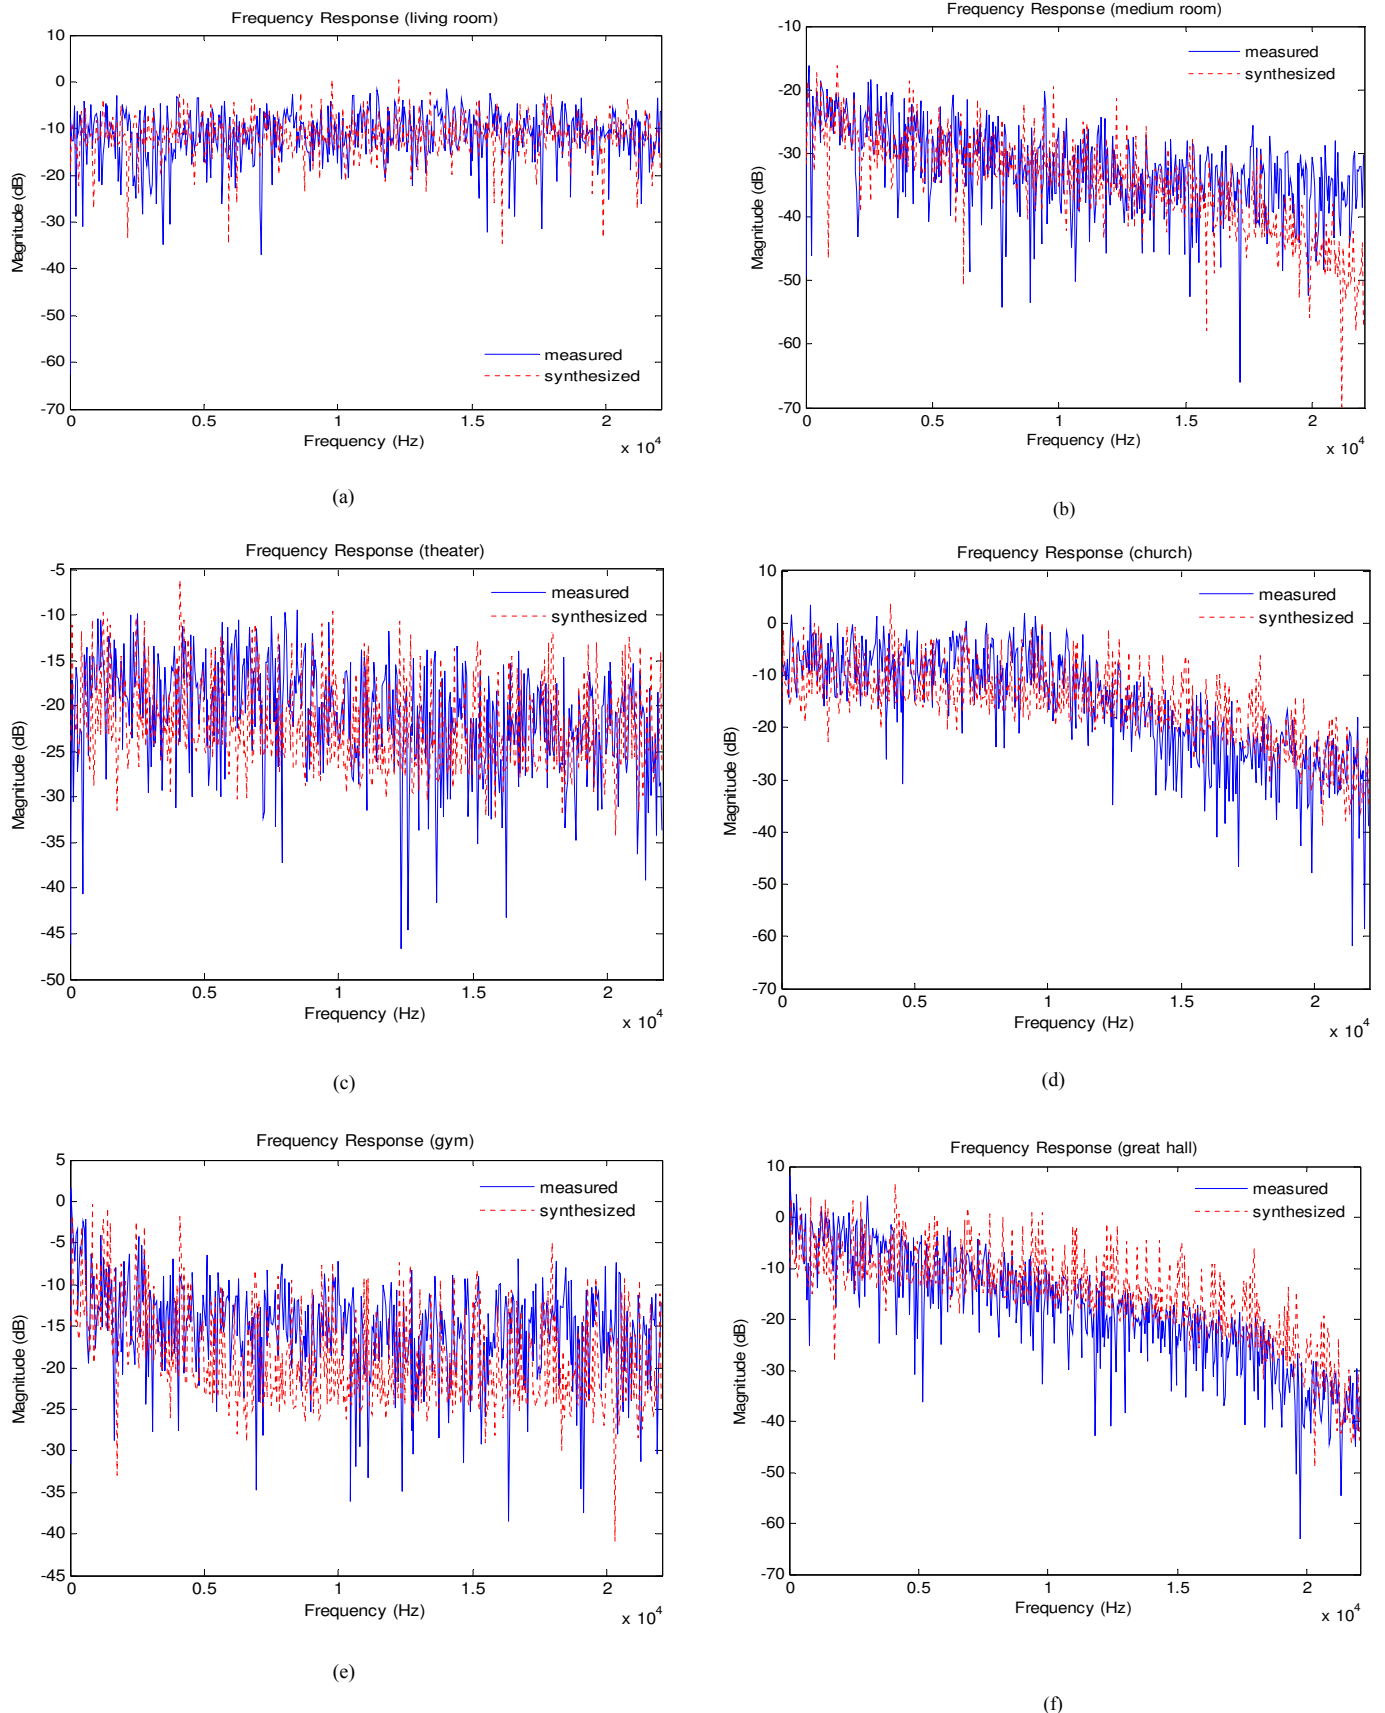 Frequency Response (living room)
10
0
-10
-20
-30
-40
-50
-60
-70
Magnitude (dB)
measured
synthesized
0
0.5
1
1.5
2
Frequency (Hz)
x 10^4
(a)
Frequency Response (medium room)
-10
-20
-30
-40
-50
-60
-70
Magnitude (dB)
measured
synthesized
0
0.5
1
1.5
2
Frequency (Hz)
x 10^4
(b)
Frequency Response (theater)
-5
-10
-15
-20
-25
-30
-35
-40
-45
-50
Magnitude (dB)
measured
synthesized
0
0.5
1
1.5
2
Frequency (Hz)
x 10^4
(c)
Frequency Response (church)
10
0
-10
-20
-30
-40
-50
-60
-70
Magnitude (dB)
measured
synthesized
0
0.5
1
1.5
2
Frequency (Hz)
x 10^4
(d)
Frequency Response (gym)
5
0
-5
-10
-15
-20
-25
-30
-35
-40
-45
Magnitude (dB)
measured
synthesized
0
0.5
1
1.5
2
Frequency (Hz)
x 10^4
(e)
Frequency Response (great hall)
10
0
-10
-20
-30
-40
-50
-60
-70
Magnitude (dB)
measured
synthesized
0
0.5
1
1.5
2
Frequency (Hz)
x 10^4
(f)